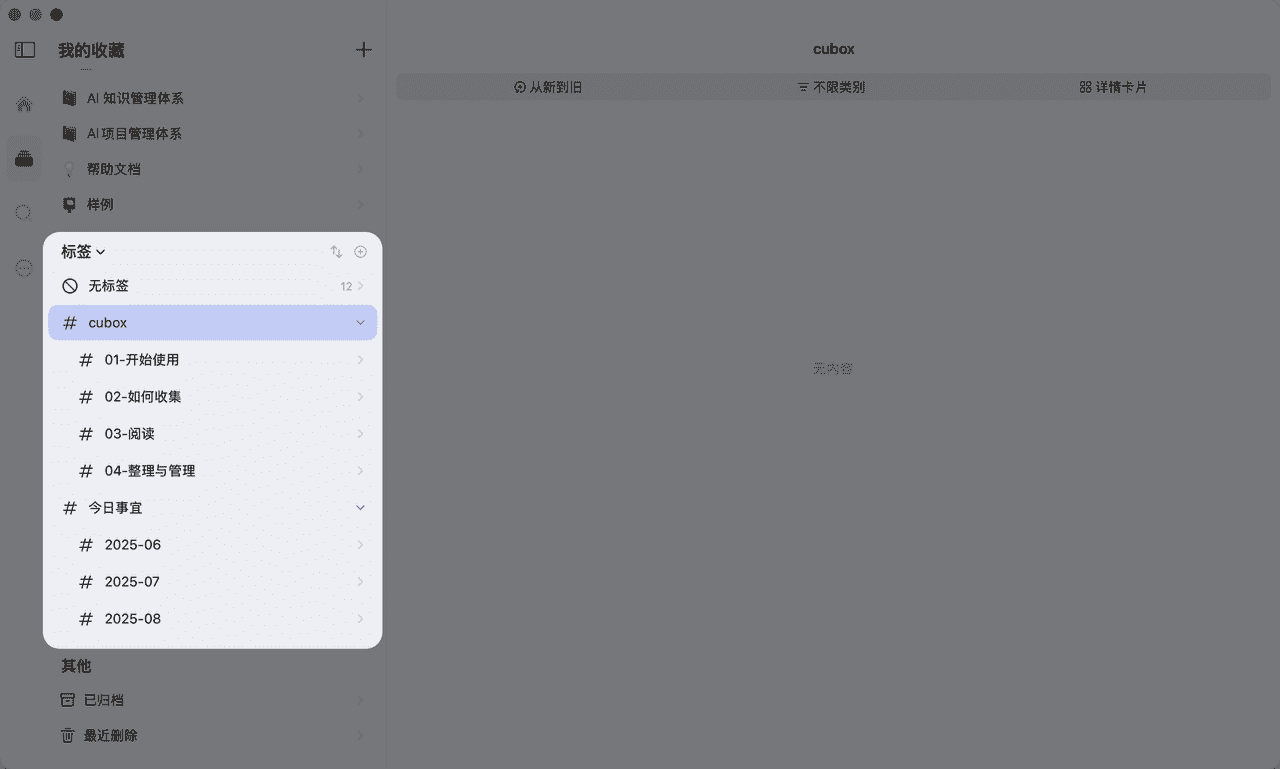 我的收藏
AI 知识管理体系
AI 项目管理体系
帮助文档
样例
标签
无标签 12
# cubox
# 01-开始使用
# 02-如何收集
# 03-阅读
# 04-整理与管理
# 今日事宜
# 2025-06
# 2025-07
# 2025-08
其他
已归档
最近删除
cubox
从新到旧 不限类别 详情卡片
无内容